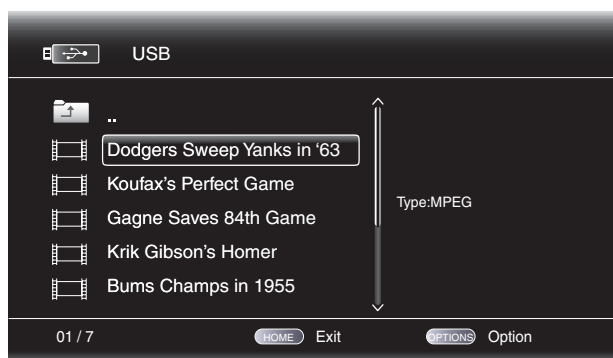 USB
..
Dodgers Sweep Yanks in ‘63
Koufax's Perfect Game
Gagne Saves 84th Game
Krik Gibson's Homer
Bums Champs in 1955
Type:MPEG
01 / 7
HOME Exit
OPTIONS Option